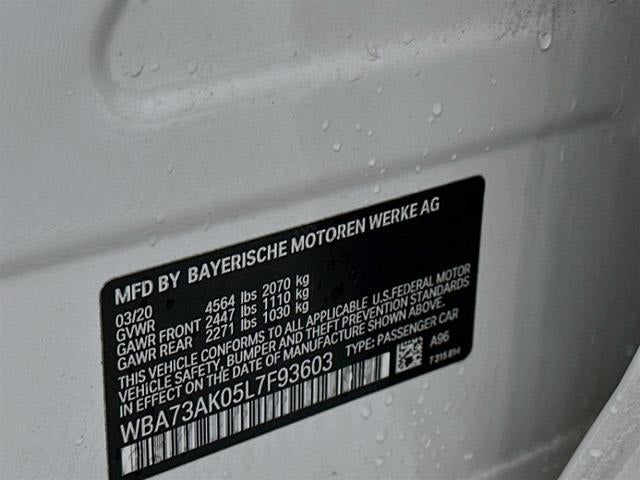 MFD BY BAYERISCHE MOTOREN WERKE AG
03/20
GVWR 4564 lbs 2070 kg
GAWR FRONT 2447 lbs 1110 kg
GAWR REAR 2271 lbs 1030 kg
THIS VEHICLE CONFORMS TO ALL APPLICABLE U.S.FEDERAL MOTOR
VEHICLE SAFETY, BUMPER, AND THEFT PREVENTION STANDARDS
IN EFFECT ON THE DATE OF MANUFACTURE SHOWN ABOVE.
WBA73AK05L7F93603 TYPE: PASSENGER CAR
A96
T 315 814